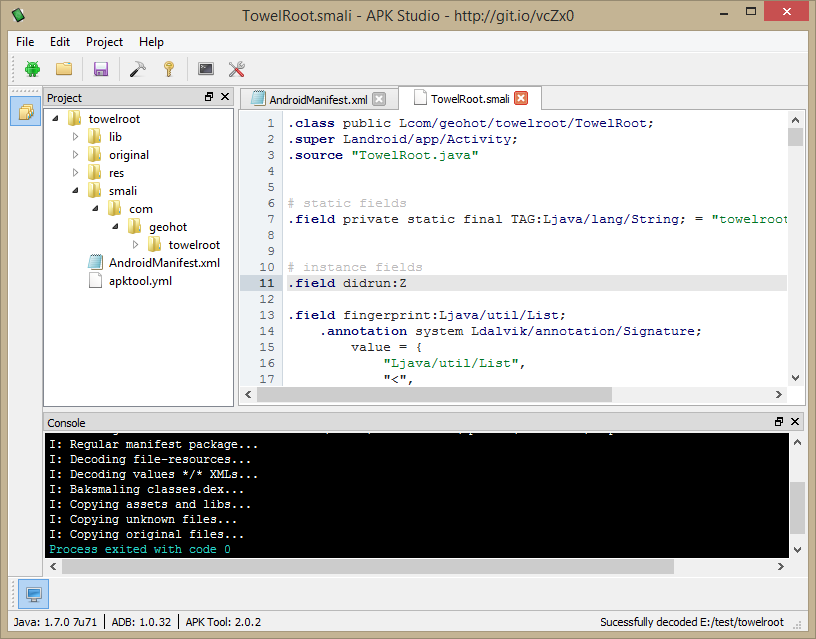 TowelRoot.smali - APK Studio - http://git.io/vcZx0
File Edit Project Help
Project
towelroot
lib
original
res
smali
com
geohot
towelroot
AndroidManifest.xml
apktool.yml
AndroidManifest.xml TowelRoot.smali
1 .class public Lcom/geohot/towelroot/TowelRoot;
2 .super Landroid/app/Activity;
3 .source "TowelRoot.java"
4
5
6 # static fields
7 .field private static final TAG:Ljava/lang/String; = "towelroot
8
9
10 # instance fields
11 .field didrun:Z
12
13 .field fingerprint:Ljava/util/List;
14 .annotation system Ldalvik/annotation/Signature;
15 value = {
16 "Ljava/util/List",
17 "<",
Console
I: Regular manifest package...
I: Decoding file-resources...
I: Decoding values */* XMLs...
I: Baksmaling classes.dex...
I: Copying assets and libs...
I: Copying unknown files...
I: Copying original files...
Process exited with code 0
Java: 1.7.0 7u71 ADB: 1.0.32 APK Tool: 2.0.2 Sucessfully decoded E:/test/towelroot